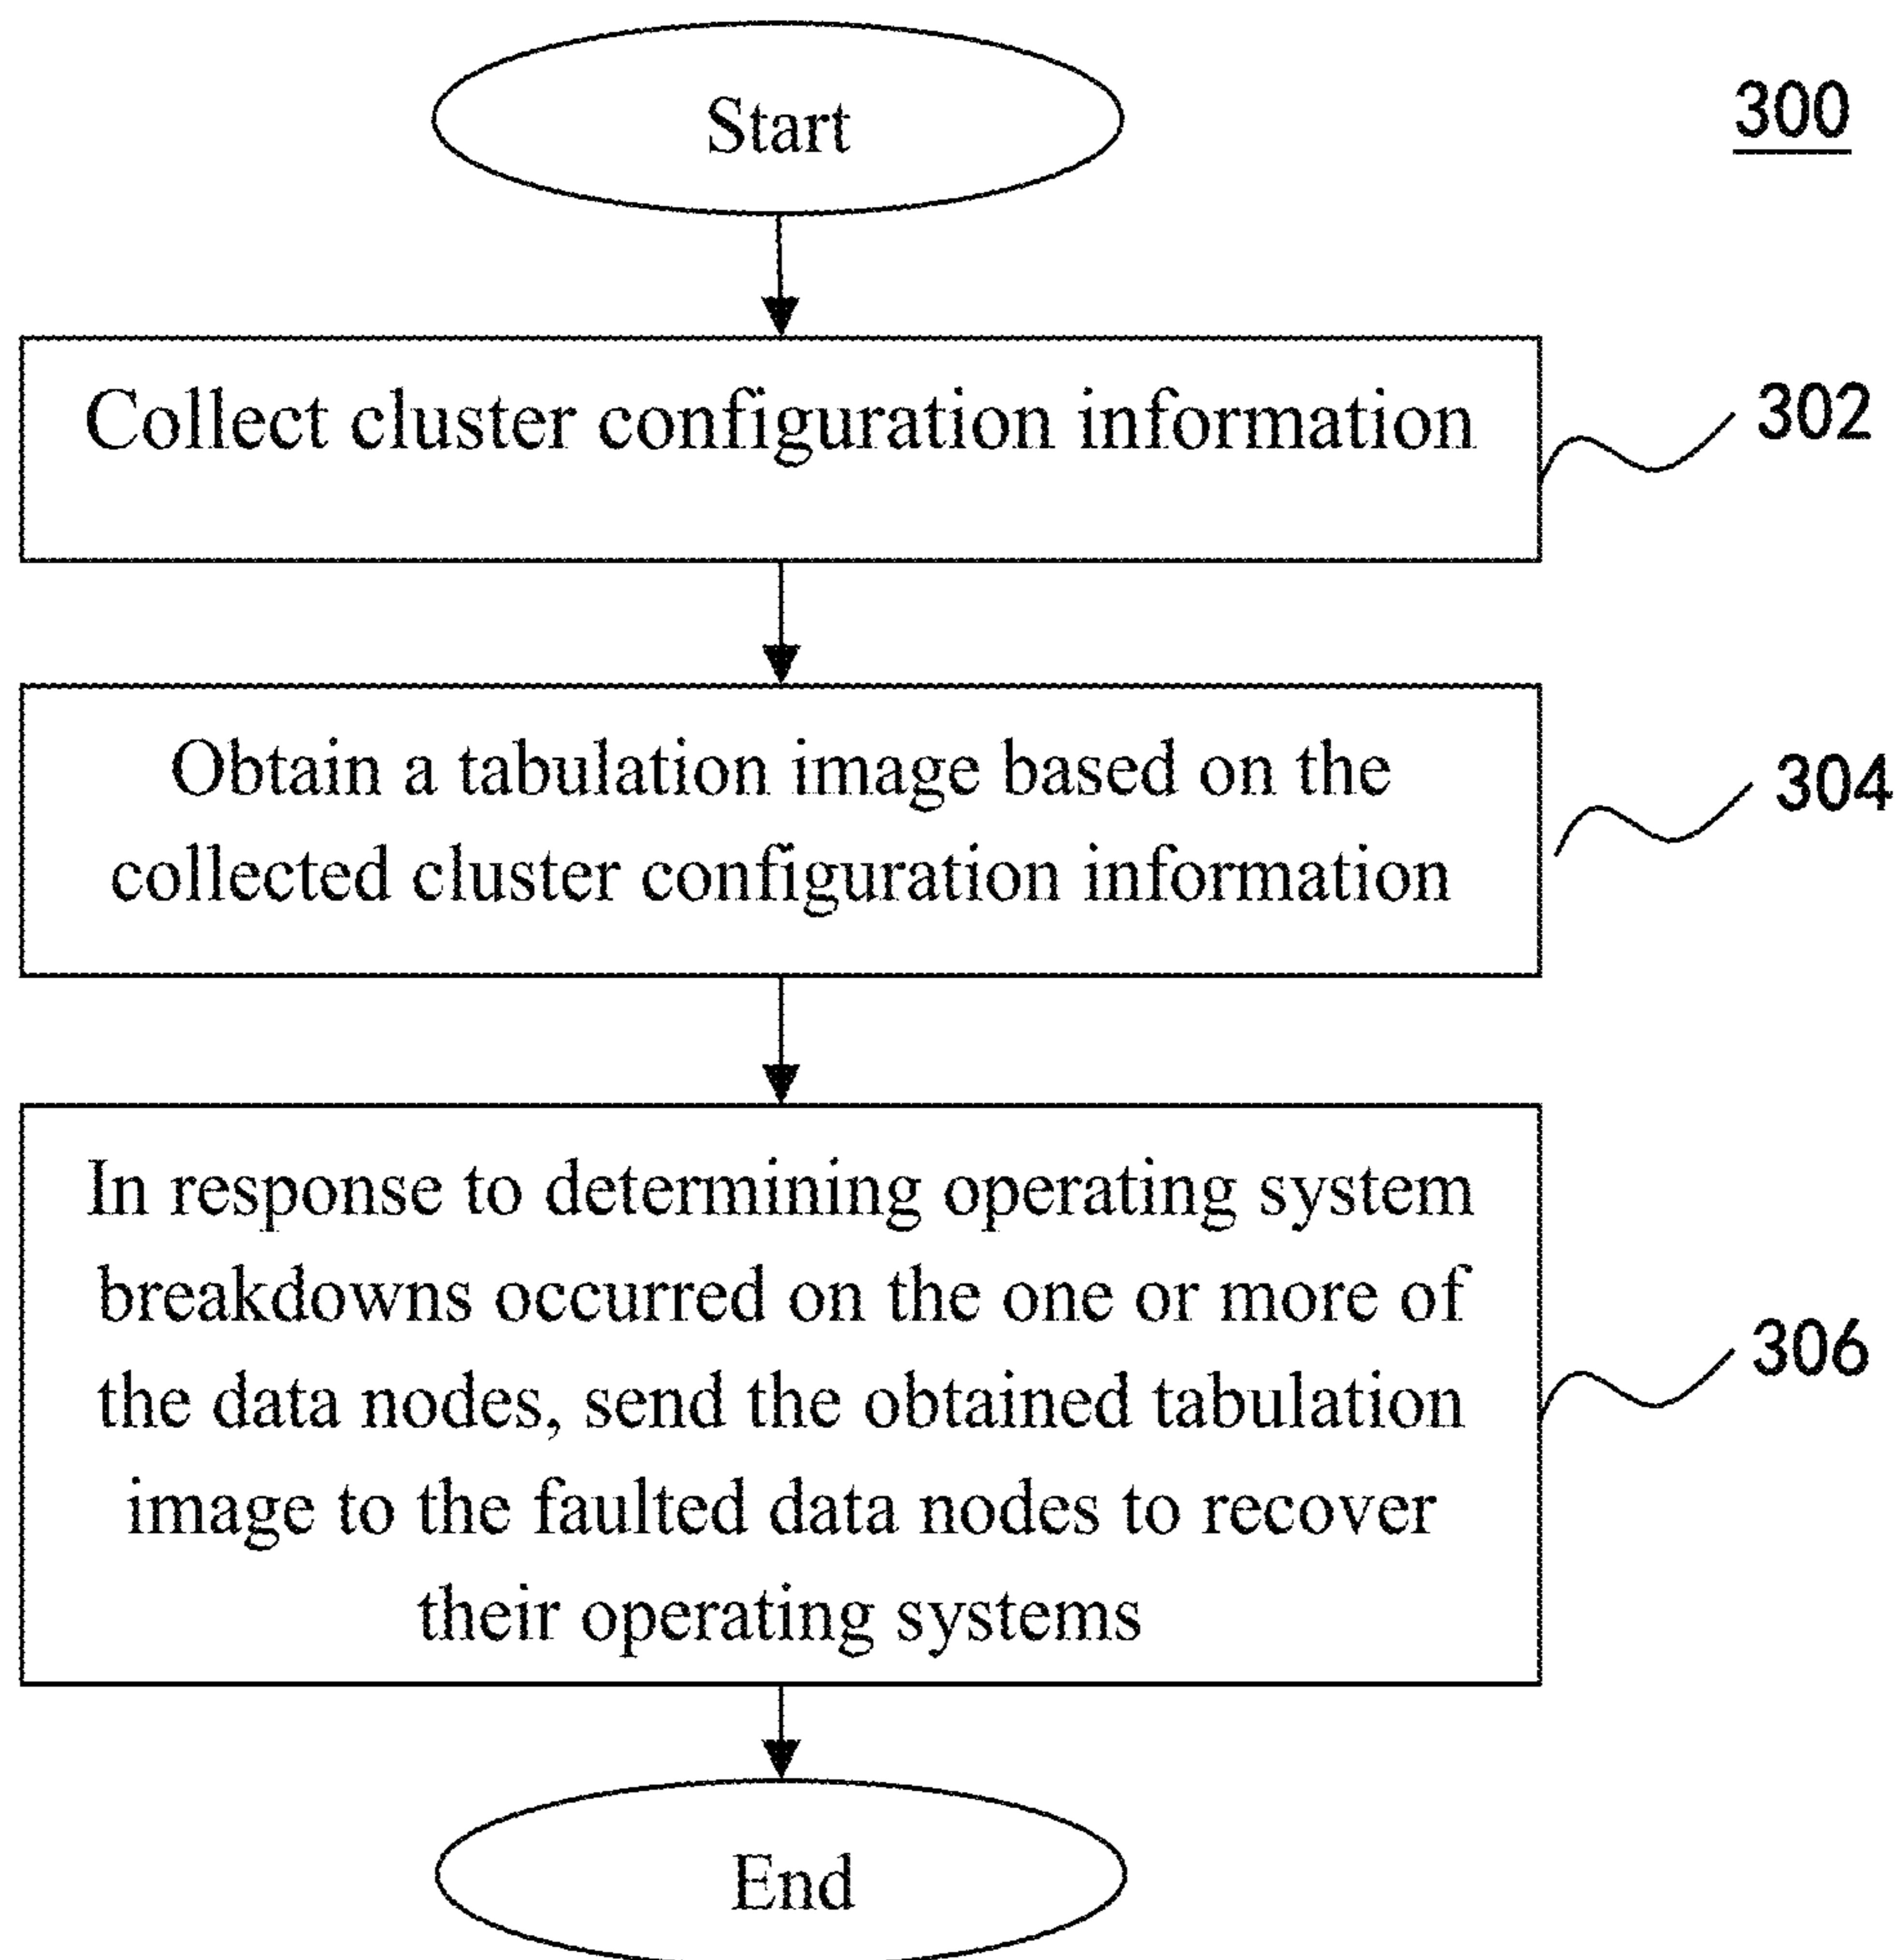 Start
300
Collect cluster configuration information
302
Obtain a tabulation image based on the
collected cluster configuration information
304
In response to determining operating system
breakdowns occurred on the one or more of
the data nodes, send the obtained tabulation
image to the faulted data nodes to recover
their operating systems
306
End